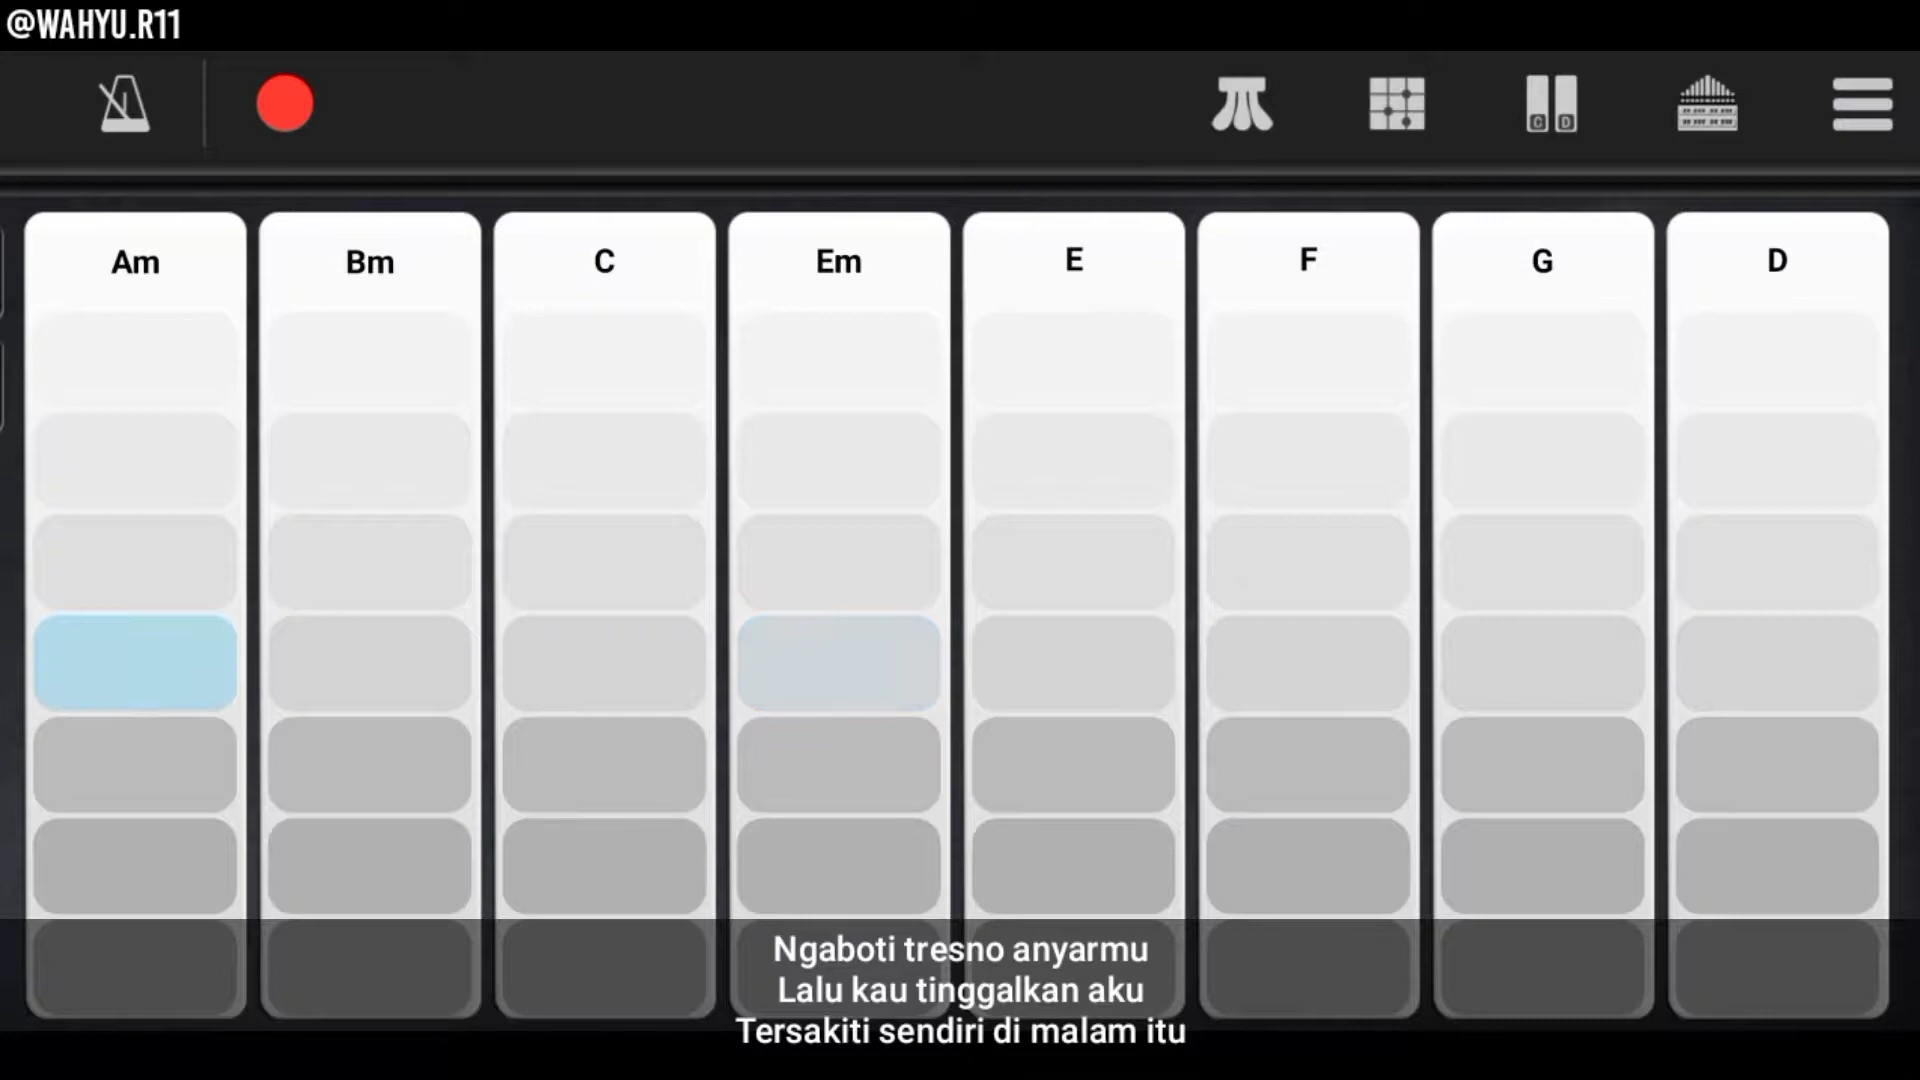 @WAHYU.R11
C D
Am Bm C Em E F G D
Ngaboti tresno anyarmu
Lalu kau tinggalkan aku
Tersakiti sendiri di malam itu